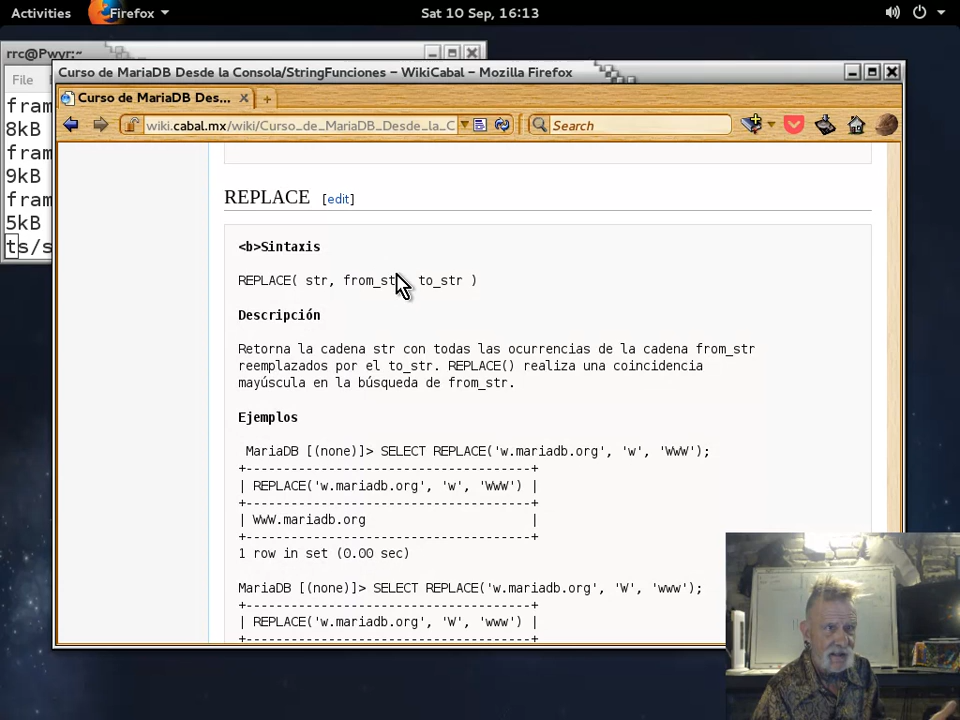 Activities Firefox Sat 10 Sep, 16:13
rrc@Pwyr:~
File
fram
8kB
fram
9kB
fram
5kB
ts/s
Curso de MariaDB Desde la Consola/StringFunciones – WikiCabal – Mozilla Firefox
Curso de MariaDB Des...
wiki.cabal.mx/wiki/Curso_de_MariaDB_Desde_la_C Search
REPLACE [edit]
<b>Sintaxis
REPLACE( str, from_str, to_str )
Descripción
Retorna la cadena str con todas las ocurrencias de la cadena from_str
reemplazados por el to_str. REPLACE() realiza una coincidencia
mayúscula en la búsqueda de from_str.
Ejemplos
MariaDB [(none)]> SELECT REPLACE('w.mariadb.org', 'w', 'WwW');
+--------------------------------------+
| REPLACE('w.mariadb.org', 'w', 'WwW') |
+--------------------------------------+
| WwW.mariadb.org |
+--------------------------------------+
1 row in set (0.00 sec)
MariaDB [(none)]> SELECT REPLACE('w.mariadb.org', 'W', 'www');
+--------------------------------------+
| REPLACE('w.mariadb.org', 'W', 'www') |
+--------------------------------------+